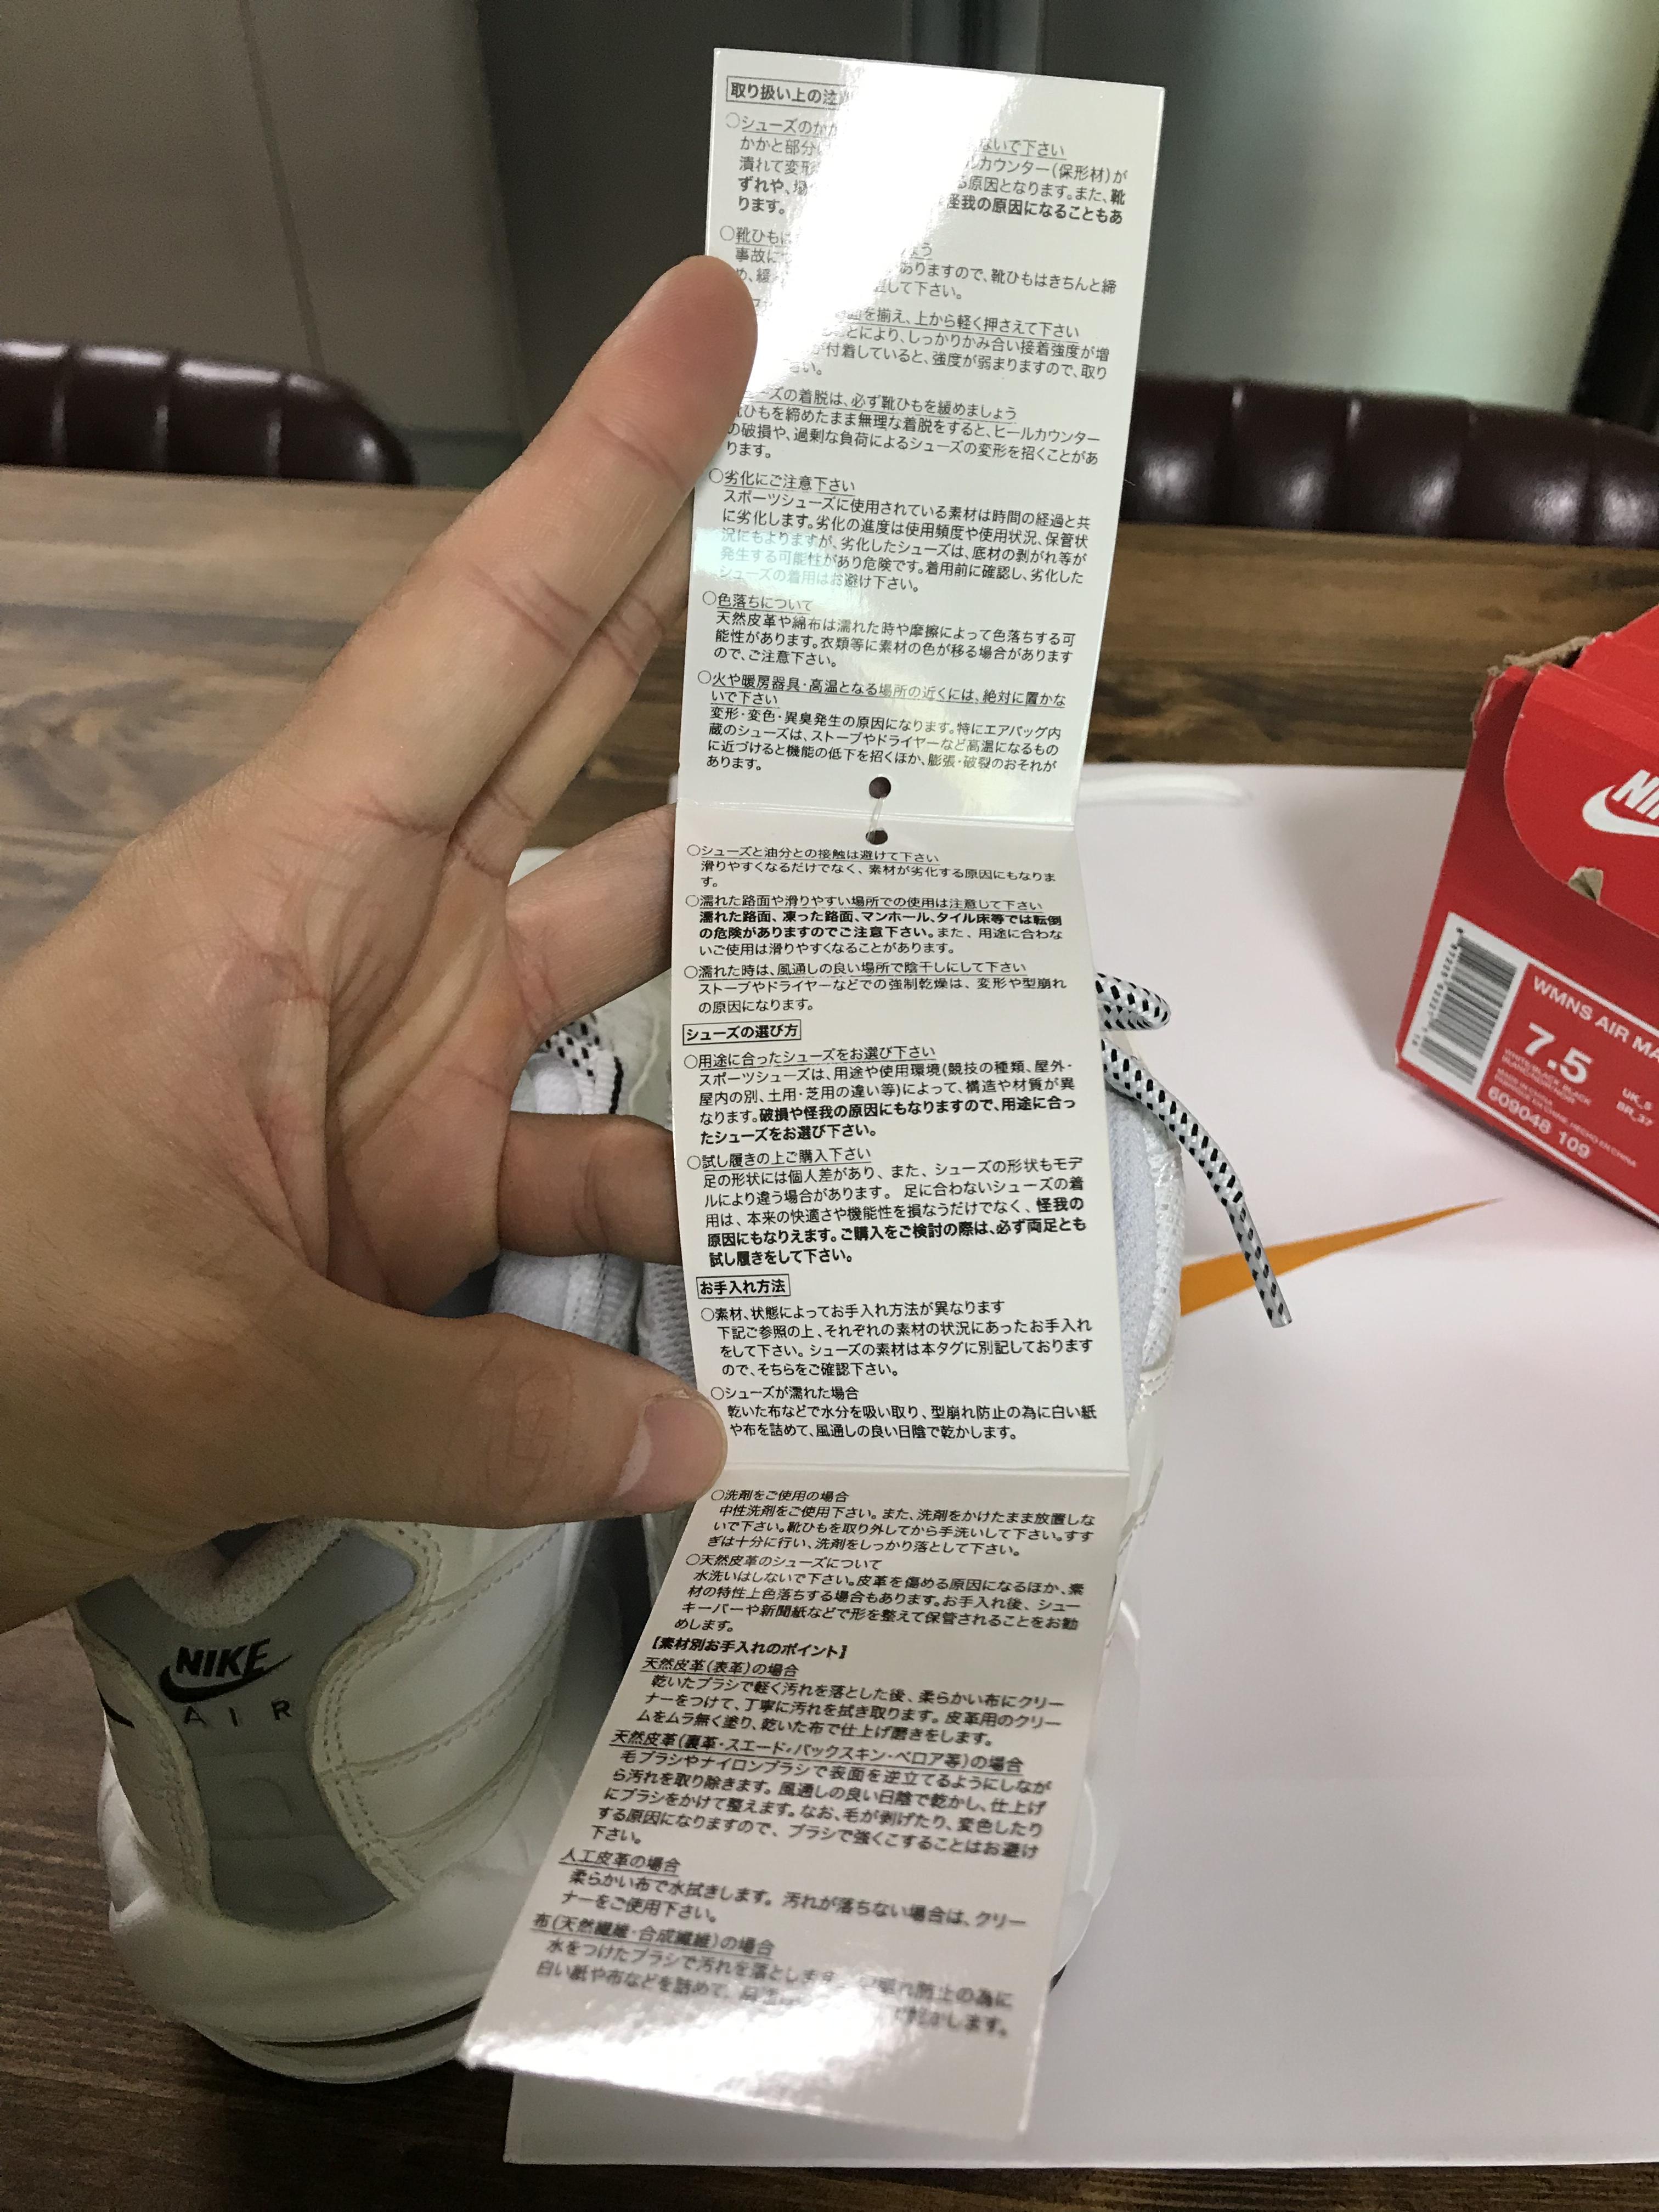 取り扱い上の注
○シューズのかか
ないで下さい
かかと部分
ルカウンター(保形材)が
潰れて変形
る原因となります。また、靴
ずれや、場
怪我の原因になることもあ
ります。
○靴ひもは
ょう
事故に
ありますので、靴ひもはきちんと締
め、緩
して下さい。
を揃え、上から軽く押さえて下さい
ことにより、しっかりかみ合い接着強度が増
が付着していると、強度が弱まりますので、取り
さい。
ーズの着脱は、必ず靴ひもを緩めましょう
靴ひもを締めたまま無理な着脱をすると、ヒールカウンター
の破損や、過剰な負荷によるシューズの変形を招くことがあ
ります。
○劣化にご注意下さい
スポーツシューズに使用されている素材は時間の経過と共
に劣化します。劣化の進度は使用頻度や使用状況、保管状
況にもよりますが、劣化したシューズは、底材の剥がれ等が
発生する可能性があり危険です。着用前に確認し、劣化した
シューズの着用はお避け下さい。
○色落ちについて
天然皮革や綿布は濡れた時や摩擦によって色落ちする可
能性があります。衣類等に素材の色が移る場合があります
ので、ご注意下さい。
○火や暖房器具・高温となる場所の近くには、絶対に置かな
いで下さい
変形・変色・異臭発生の原因になります。特にエアバッグ内
蔵のシューズは、ストーブやドライヤーなど高温になるもの
に近づけると機能の低下を招くほか、膨張・破裂のおそれが
あります。
○シューズと油分との接触は避けて下さい
滑りやすくなるだけでなく、素材が劣化する原因にもなりま
す。
○濡れた路面や滑りやすい場所での使用は注意して下さい
濡れた路面、凍った路面、マンホール、タイル床等では転倒
の危険がありますのでご注意下さい。また、用途に合わな
いご使用は滑りやすくなることがあります。
○濡れた時は、風通しの良い場所で陰干しにして下さい
ストーブやドライヤーなどでの強制乾燥は、変形や型崩れ
の原因になります。
シューズの選び方
○用途に合ったシューズをお選び下さい
スポーツシューズは、用途や使用環境(競技の種類、屋外・
屋内の別、土用・芝用の違い等)によって、構造や材質が異
なります。破損や怪我の原因にもなりますので、用途に合っ
たシューズをお選び下さい。
○試し履きの上ご購入下さい
足の形状には個人差があり、また、シューズの形状もモデ
ルにより違う場合があります。足に合わないシューズの着
用は、本来の快適さや機能性を損なうだけでなく、怪我の
原因にもなりえます。ご購入をご検討の際は、必ず両足とも
試し履きをして下さい。
お手入れ方法
○素材、状態によってお手入れ方法が異なります
下記ご参照の上、それぞれの素材の状況にあったお手入れ
をして下さい。シューズの素材は本タグに別記しております
ので、そちらをご確認下さい。
○シューズが濡れた場合
乾いた布などで水分を吸い取り、型崩れ防止の為に白い紙
や布を詰めて、風通しの良い日陰で乾かします。
○洗剤をご使用の場合
中性洗剤をご使用下さい。また、洗剤をかけたまま放置しな
いで下さい。靴ひもを取り外してから手洗いして下さい。すす
ぎは十分に行い、洗剤をしっかり落として下さい。
○天然皮革のシューズについて
水洗いはしないで下さい。皮革を傷める原因になるほか、素
材の特性上色落ちする場合もあります。お手入れ後、シュー
キーパーや新聞紙などで形を整えて保管されることをお勧
めします。
【素材別お手入れのポイント】
天然皮革(表革)の場合
乾いたブラシで軽く汚れを落とした後、柔らかい布にクリー
ナーをつけて、丁寧に汚れを拭き取ります。皮革用のクリー
ムをムラ無く塗り、乾いた布で仕上げ磨きをします。
天然皮革(裏革・スエード・バックスキン・ベロア等)の場合
毛ブラシやナイロンブラシで表面を逆立てるようにしなが
ら汚れを取り除きます。風通しの良い日陰で乾かし、仕上げ
にブラシをかけて整えます。なお、毛が剥げたり、変色したり
する原因になりますので、ブラシで強くこすることはお避け
下さい。
人工皮革の場合
柔らかい布で水拭きします。汚れが落ちない場合は、クリー
ナーをご使用下さい。
布(天然繊維・合成繊維)の場合
水をつけたブラシで汚れを落とします
崩れ防止の為に
白い紙や布などを詰めて、風
乾かします。
NIKE
AIR
NI
WMNS AIR MA
7.5
UK_5
BR_37
WHITE/BLACK-BLACK
BLANC/NOIR-NOIR
MADE IN CHINA
FABRIQUE EN CHINE, HECHO EN CHINA
609048 109